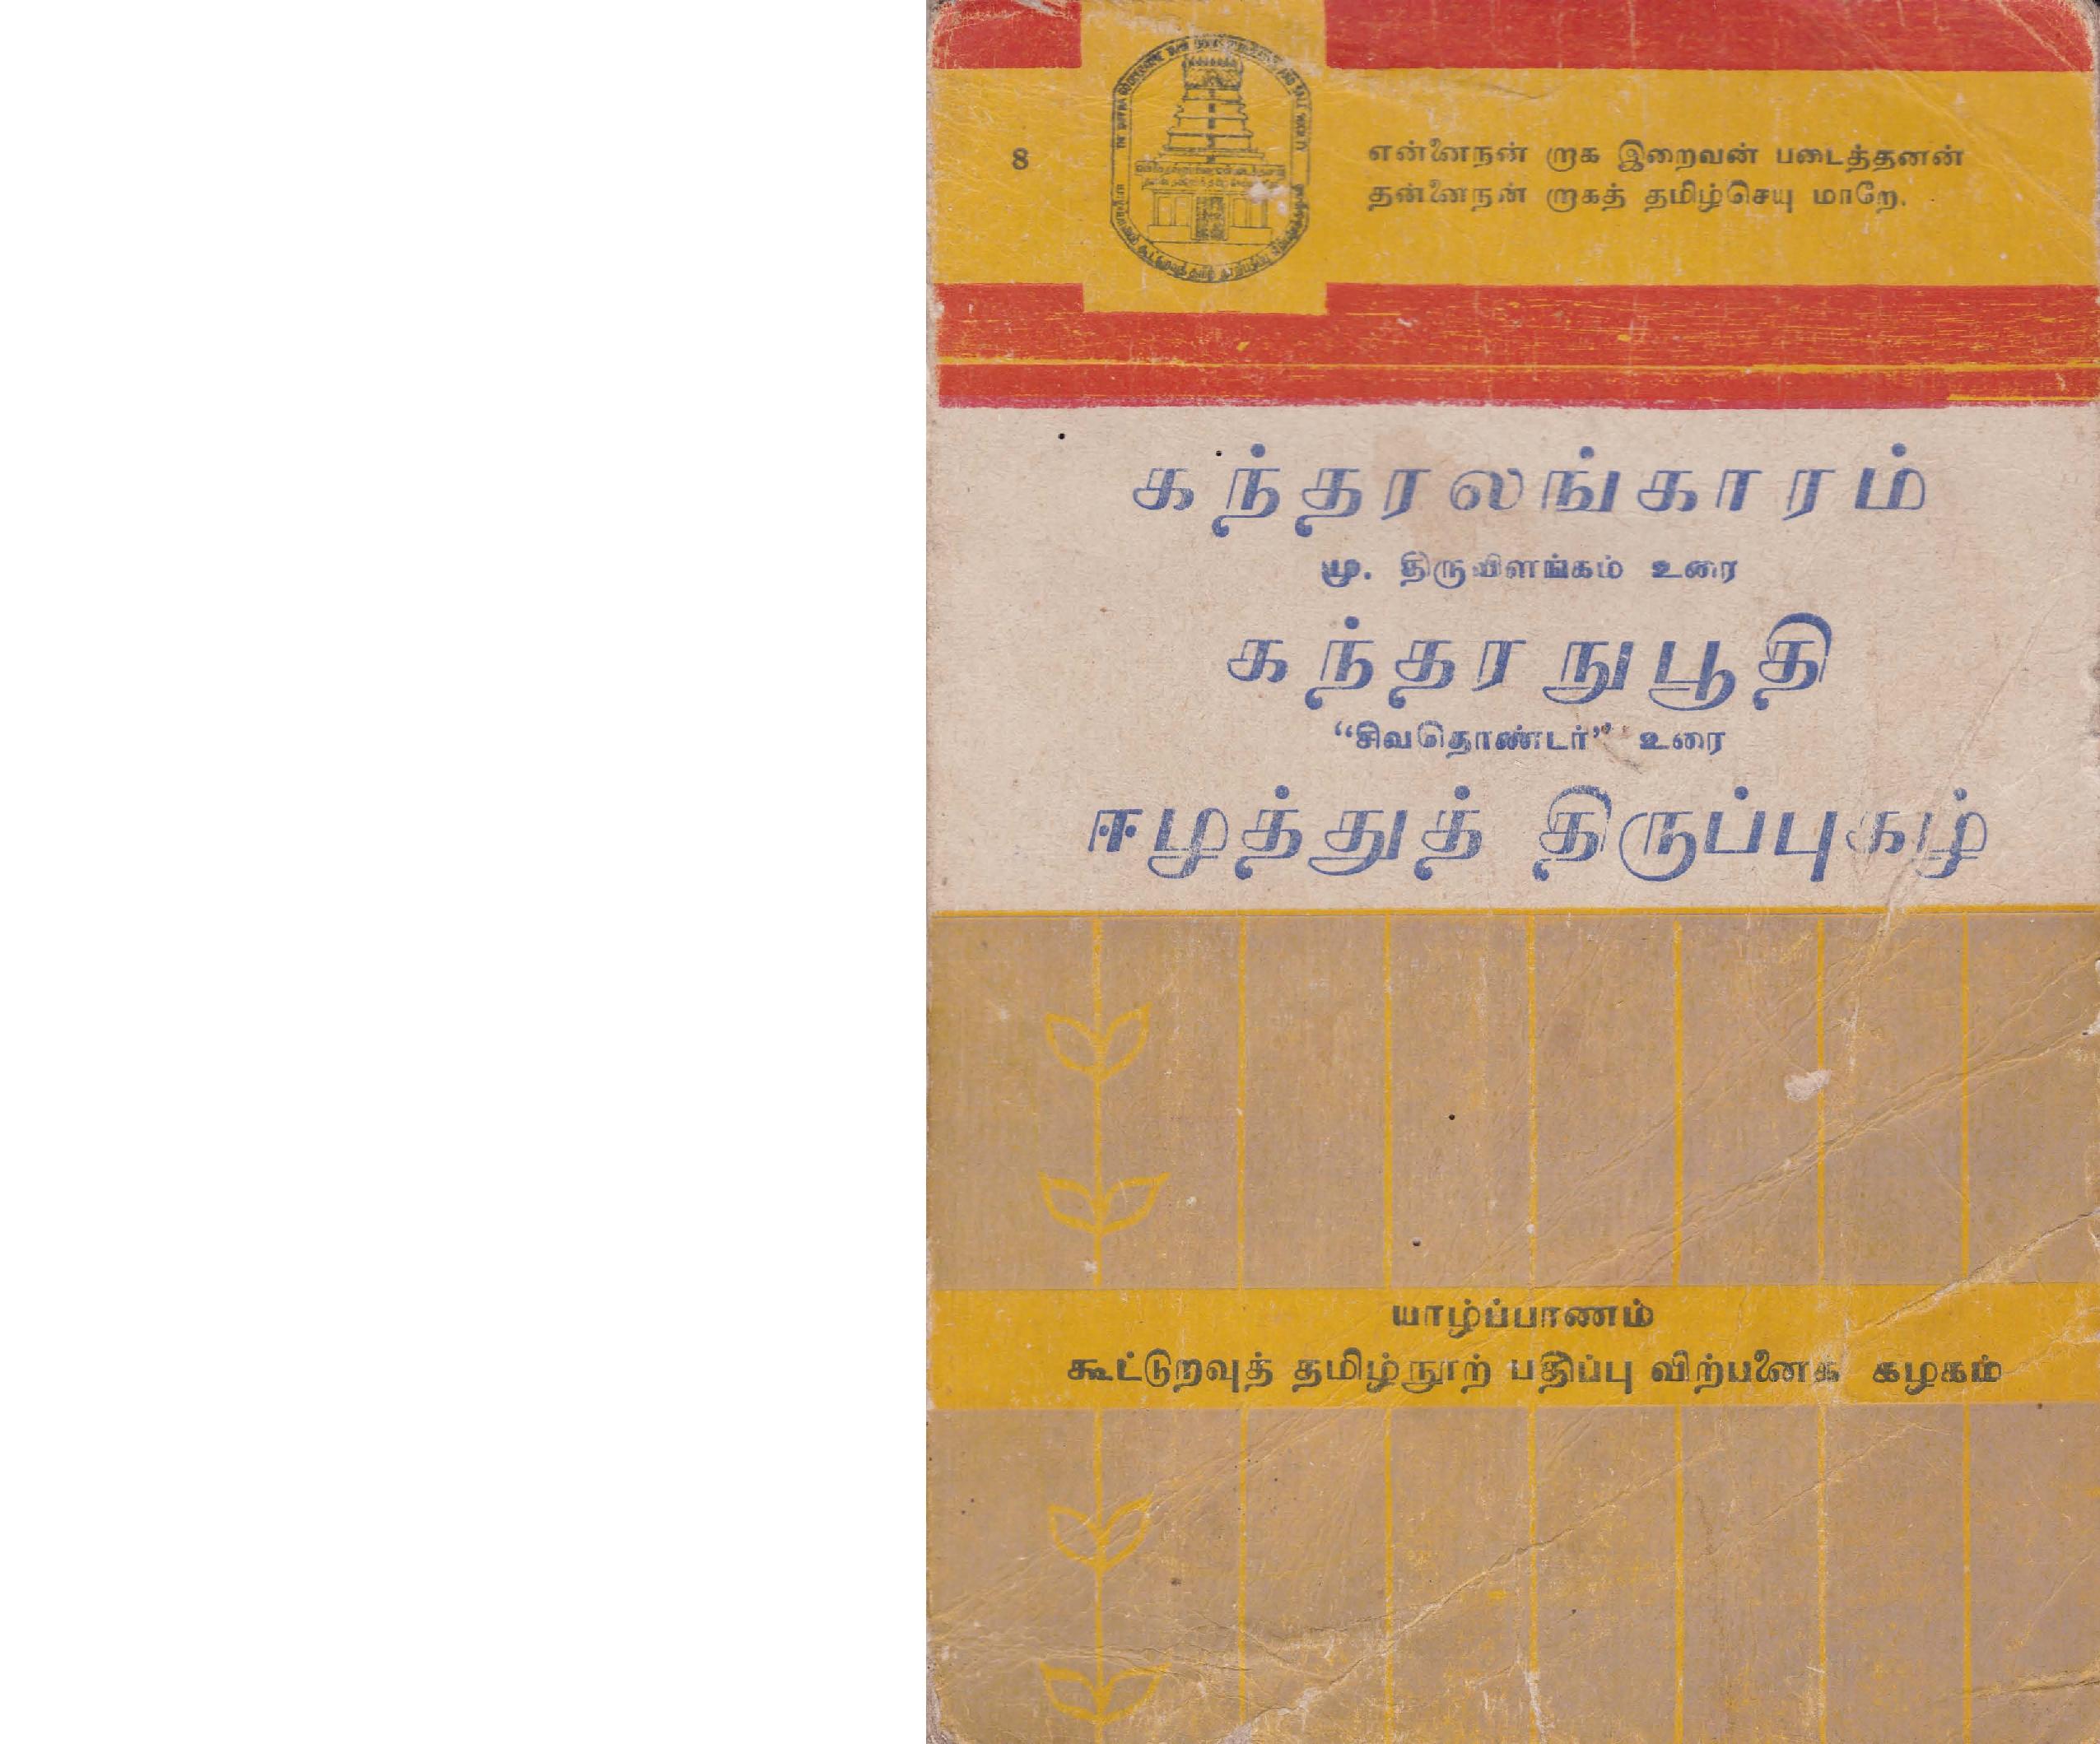 8
என்னைநன் றாக இறைவன் படைத்தனன்
தன்னைநன் றாகத் தமிழ்செயு மாறே.
கந்தரலங்காரம்
மு. திருவிளங்கம் உரை
கந்தரநுபூதி
“சிவதொண்டர்” உரை
ஈழத்துத் திருப்புகழ்
யாழ்ப்பாணம்
கூட்டுறவுத் தமிழ்நூற் பதிப்பு விற்பனைக் கழகம்